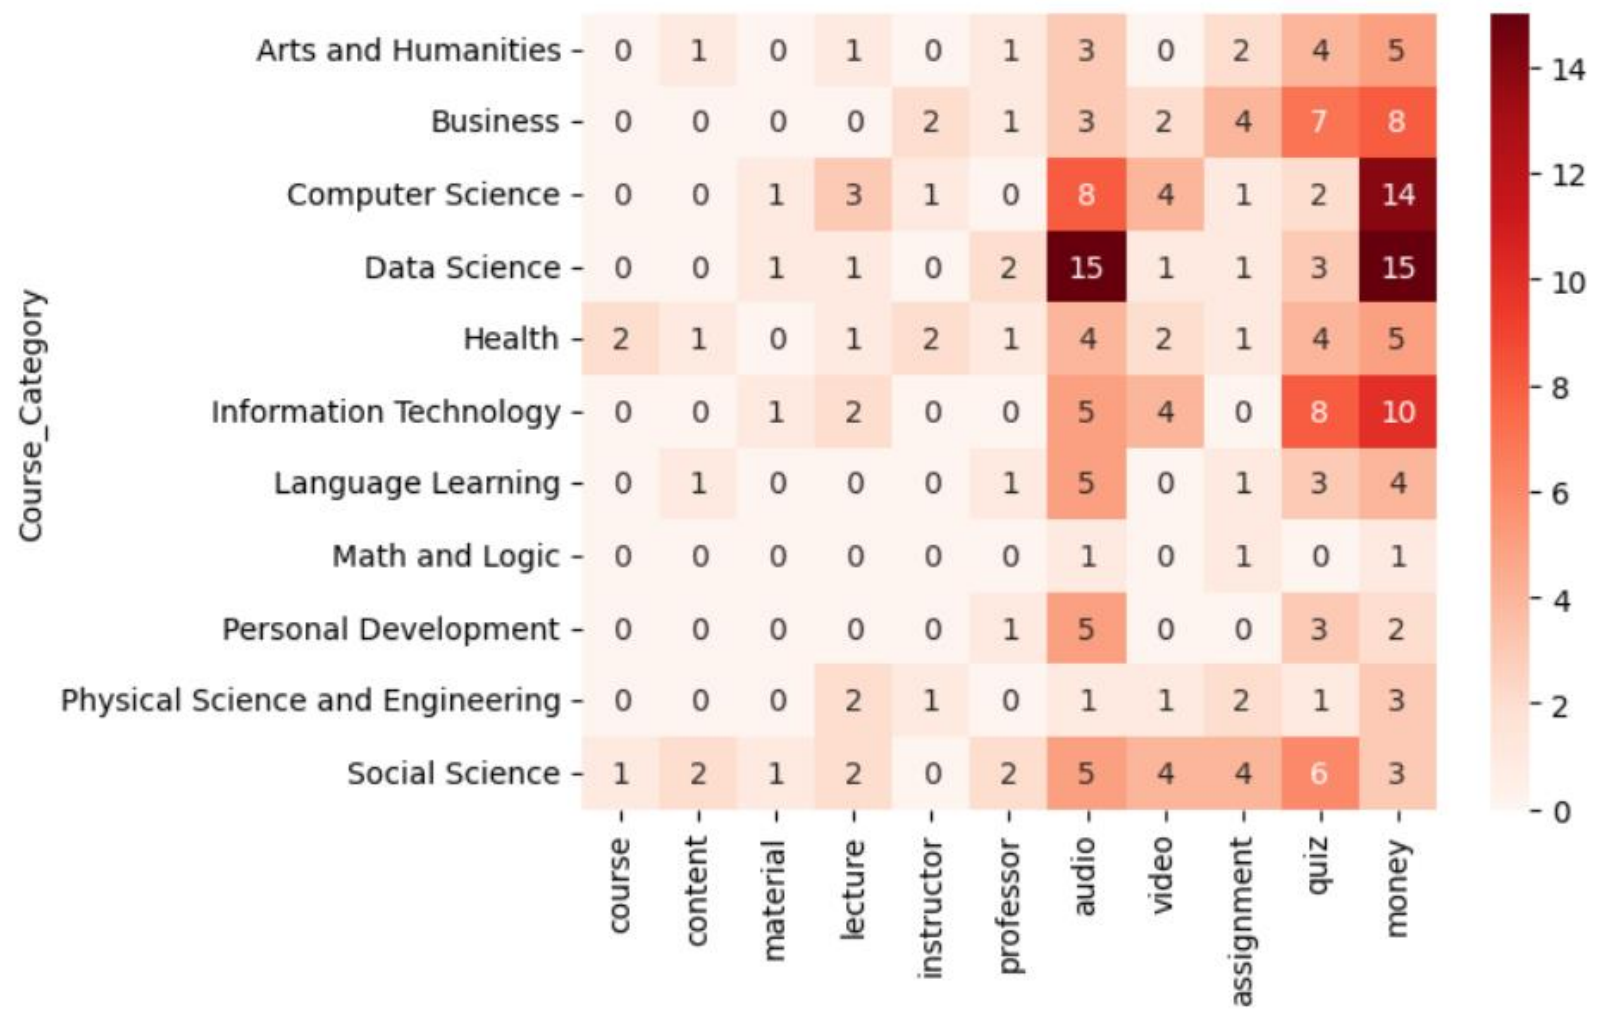 Arts and Humanities 0 1 0 1 0 1 3 0 2 4 5
Business 0 0 0 0 2 1 3 2 4 7 8
Computer Science 0 0 1 3 1 0 8 4 1 2 14
Data Science 0 0 1 1 0 2 15 1 1 3 15
Health 2 1 0 1 2 1 4 2 1 4 5
Information Technology 0 0 1 2 0 0 5 4 0 8 10
Language Learning 0 1 0 0 0 1 5 0 1 3 4
Math and Logic 0 0 0 0 0 0 1 0 1 0 1
Personal Development 0 0 0 0 0 1 5 0 0 3 2
Physical Science and Engineering 0 0 0 2 1 0 1 1 2 1 3
Social Science 1 2 1 2 0 2 5 4 4 6 3
Course_Category
course
content
material
lecture
instructor
professor
audio
video
assignment
quiz
money
14
12
10
8
6
4
2
0